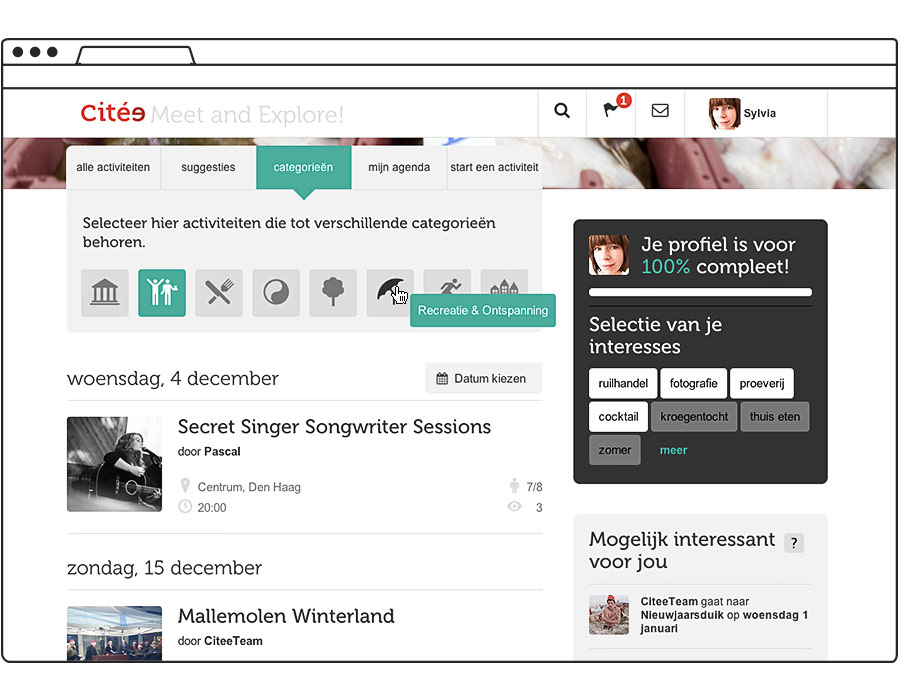 Citée Meet and Explore!
1
Sylvia
alle activiteiten
suggesties
categorieën
mijn agenda
start een activiteit
Selecteer hier activiteiten die tot verschillende categorieën
behoren.
Recreatie & Ontspanning
woensdag, 4 december
Datum kiezen
Secret Singer Songwriter Sessions
door Pascal
Centrum, Den Haag
7/8
20:00
3
zondag, 15 december
Mallemolen Winterland
door CiteeTeam
Je profiel is voor
100% compleet!
Selectie van je
interesses
ruilhandel
fotografie
proeverij
cocktail
kroegentocht
thuis eten
zomer
meer
Mogelijk interessant
voor jou
?
CiteeTeam gaat naar
Nieuwjaarsduik op woensdag 1
januari